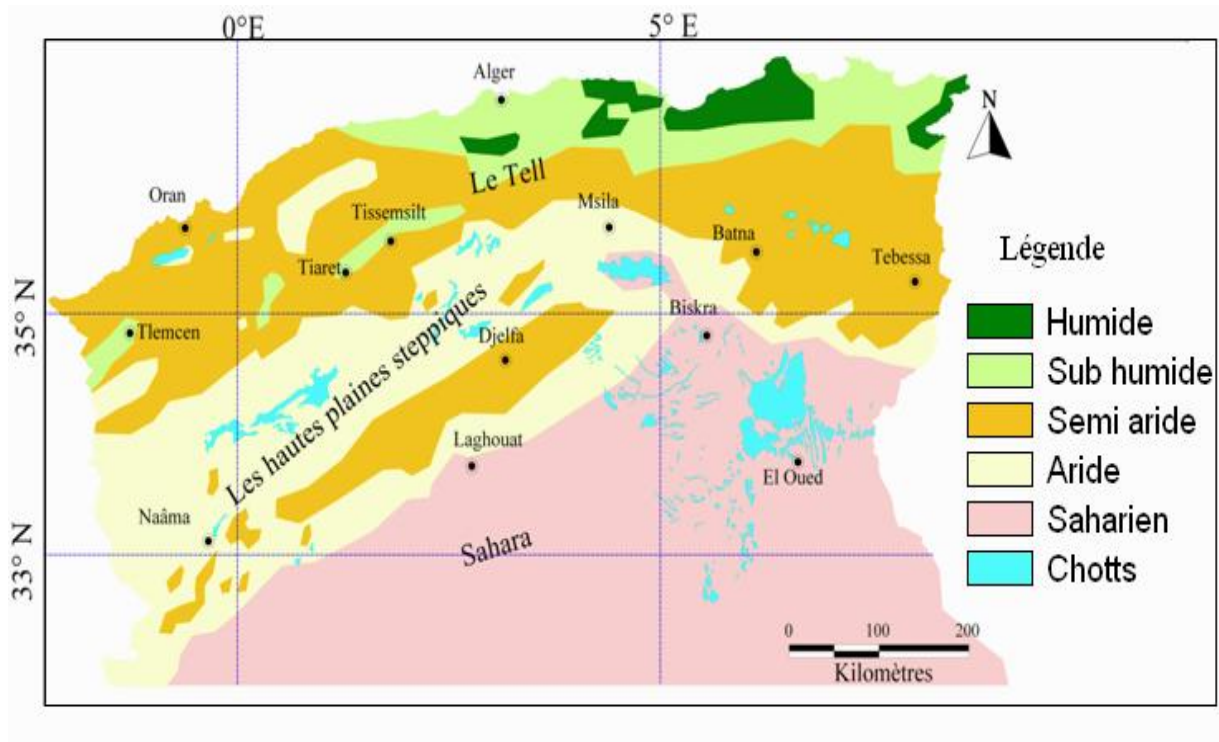 0°E
5° E
Alger
N
Le Tell
Oran
Msila
Tissemsilt
Batna
Tebessa
Légende
Tiaret
35° N
Biskra
Humide
Tlemcen
Djelfa
Sub humide
Les hautes plaines steppiques
Semi aride
Laghouat
Aride
El Oued
Naâma
Saharien
Sahara
33° N
Chotts
0 100 200
Kilomètres